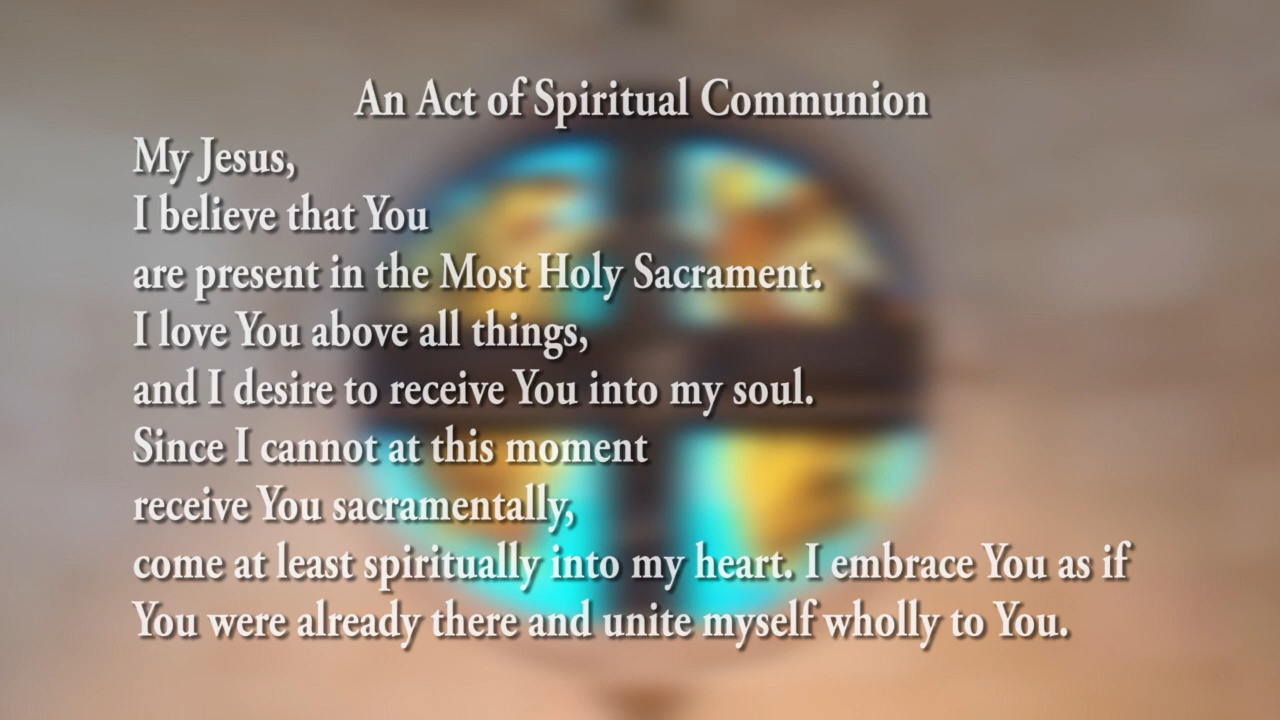 An Act of Spiritual Communion
My Jesus,
I believe that You
are present in the Most Holy Sacrament.
I love You above all things,
and I desire to receive You into my soul.
Since I cannot at this moment
receive You sacramentally,
come at least spiritually into my heart. I embrace You as if
You were already there and unite myself wholly to You.